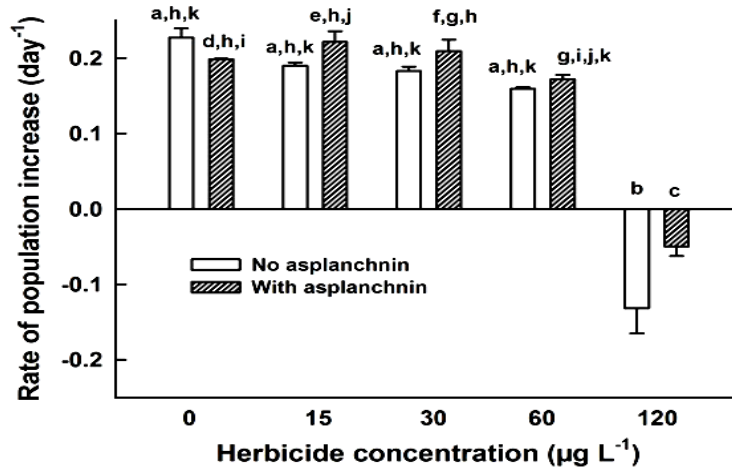 a,h,k
d,h,i
a,h,k
e,h,j
a,h,k
f,g,h
a,h,k
g,i,j,k
b
c
0.2
0.1
0.0
-0.1
-0.2
Rate of population increase (day⁻¹)
No asplanchnin
With asplanchnin
0 15 30 60 120
Herbicide concentration (µg L⁻¹)